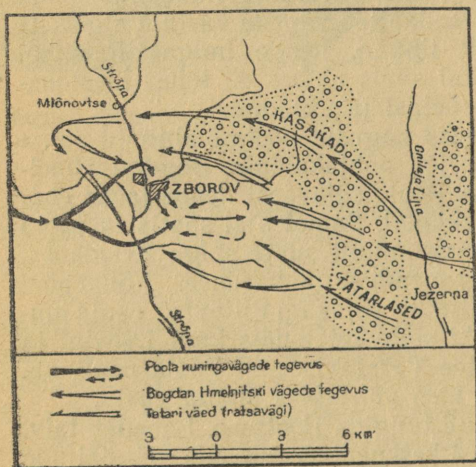 Strõpa
Mlõnovtse
KASAKAD
Gnilaja Lipa
ZBOROV
TATARLASED
Jezerna
Strõpa
Poola kuningavägede tegevus
Bogdan Hmelnitski vägede tegevus
Tatari väed (ratsavägi)
3 0 3 6 км